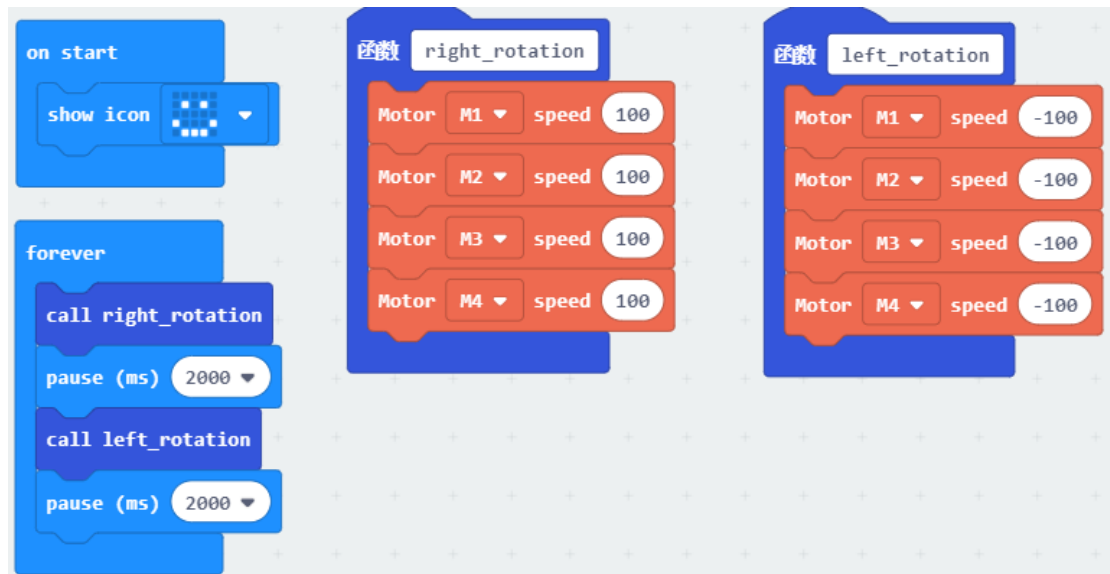 on start
show icon
forever
call right_rotation
pause (ms) 2000
call left_rotation
pause (ms) 2000
函数 right_rotation
Motor M1 speed 100
Motor M2 speed 100
Motor M3 speed 100
Motor M4 speed 100
函数 left_rotation
Motor M1 speed -100
Motor M2 speed -100
Motor M3 speed -100
Motor M4 speed -100